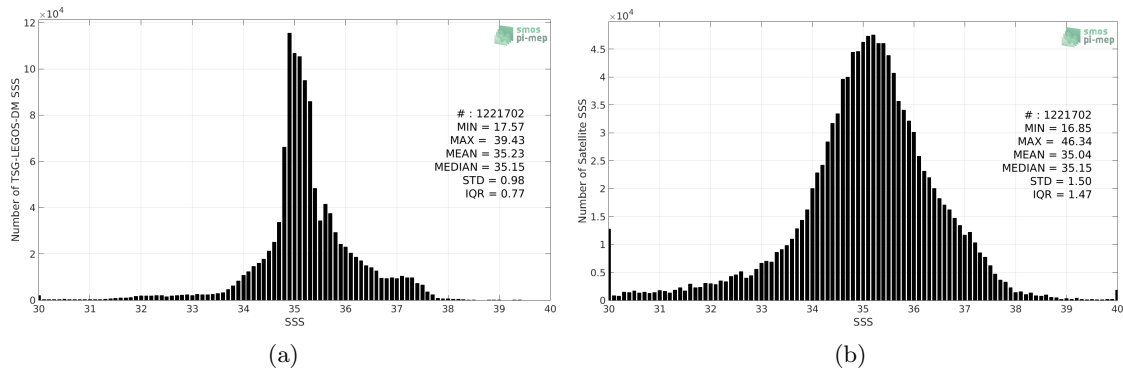 ×10⁴
12
10
8
6
4
2
0
Number of TSG-LEGOS-DM SSS
smos
pi-mep
# : 1221702
MIN = 17.57
MAX = 39.43
MEAN = 35.23
MEDIAN = 35.15
STD = 0.98
IQR = 0.77
30 31 32 33 34 35 36 37 38 39 40
SSS
(a)
×10⁴
4.5
4
3.5
3
2.5
2
1.5
1
0.5
0
Number of Satellite SSS
smos
pi-mep
# : 1221702
MIN = 16.85
MAX = 46.34
MEAN = 35.04
MEDIAN = 35.15
STD = 1.50
IQR = 1.47
30 31 32 33 34 35 36 37 38 39 40
SSS
(b)